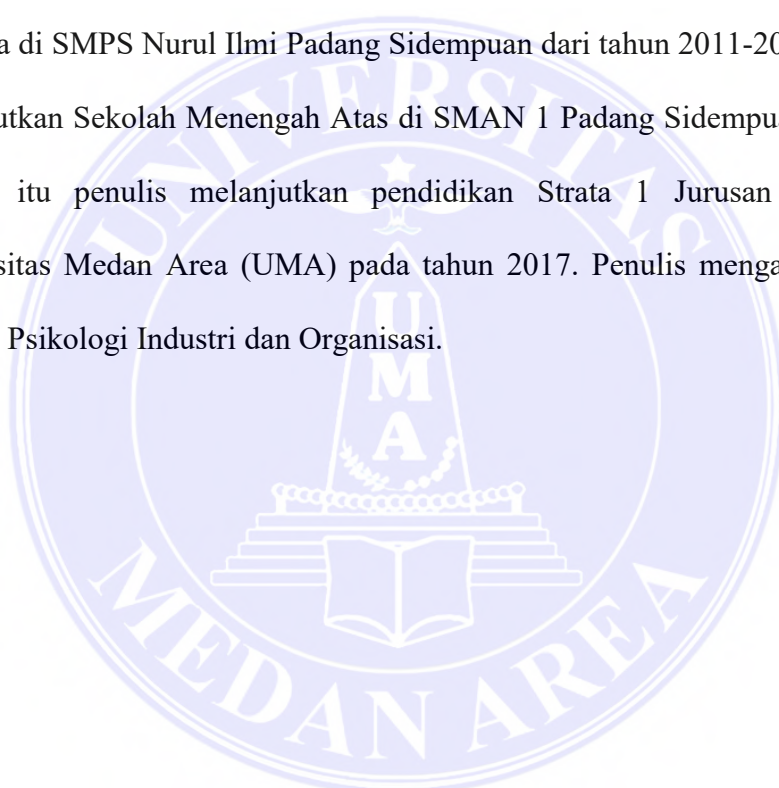 di SMPS Nurul Ilmi Padang Sidempuan dari tahun 2011-20
Sekolah Menengah Atas di SMAN 1 Padang Sidempua
itu penulis melanjutkan pendidikan Strata 1 Jurusan
sitas Medan Area (UMA) pada tahun 2017. Penulis menga
Psikologi Industri dan Organisasi.
UNIVERSITAS
UMA
MEDAN AREA